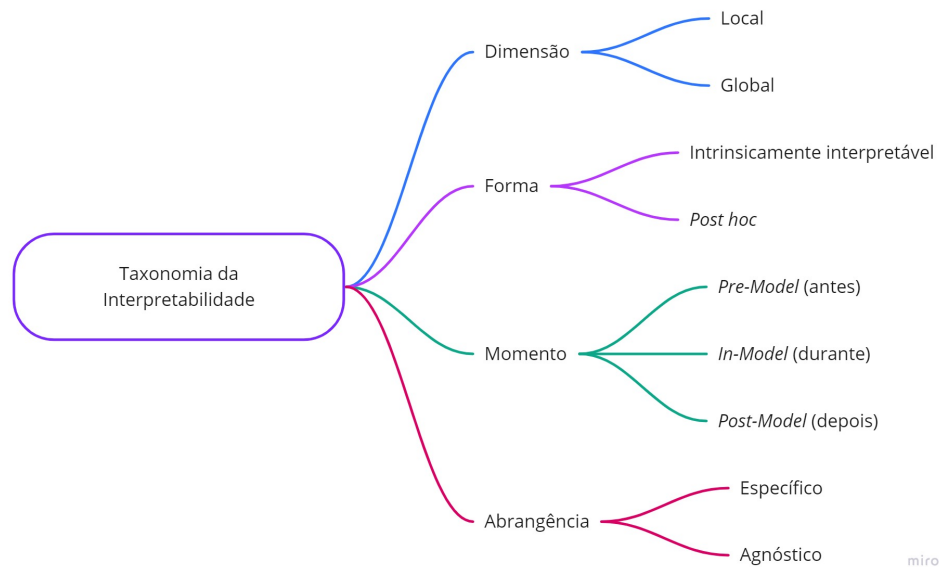 Taxonomia da
Interpretabilidade
Dimensão
Local
Global
Forma
Intrinsicamente interpretável
Post hoc
Momento
Pre-Model (antes)
In-Model (durante)
Post-Model (depois)
Abrangência
Específico
Agnóstico
miro